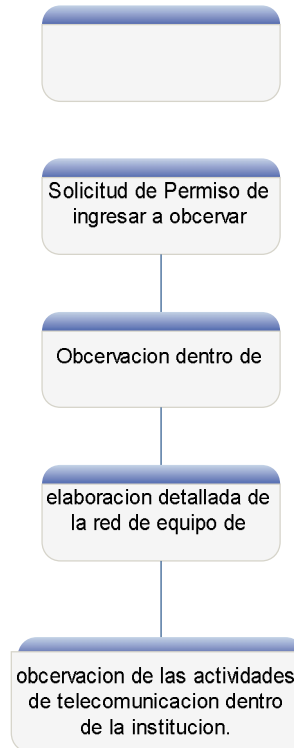 Solicitud de Permiso de
ingresar a obcervar
Obcervacion dentro de
elaboracion detallada de
la red de equipo de
obcervacion de las actividades
de telecomunicacion dentro
de la institucion.